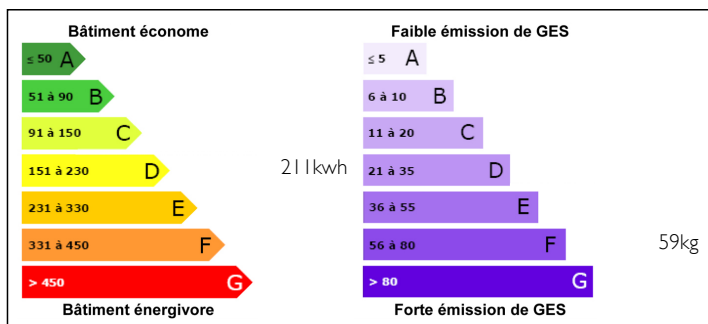 Bâtiment économe
≤ 50 A
51 à 90 B
91 à 150 C
151 à 230 D
211kwh
231 à 330 E
331 à 450 F
> 450 G
Bâtiment énergivore
Faible émission de GES
≤ 5 A
6 à 10 B
11 à 20 C
21 à 35 D
36 à 55 E
56 à 80 F
59kg
> 80 G
Forte émission de GES